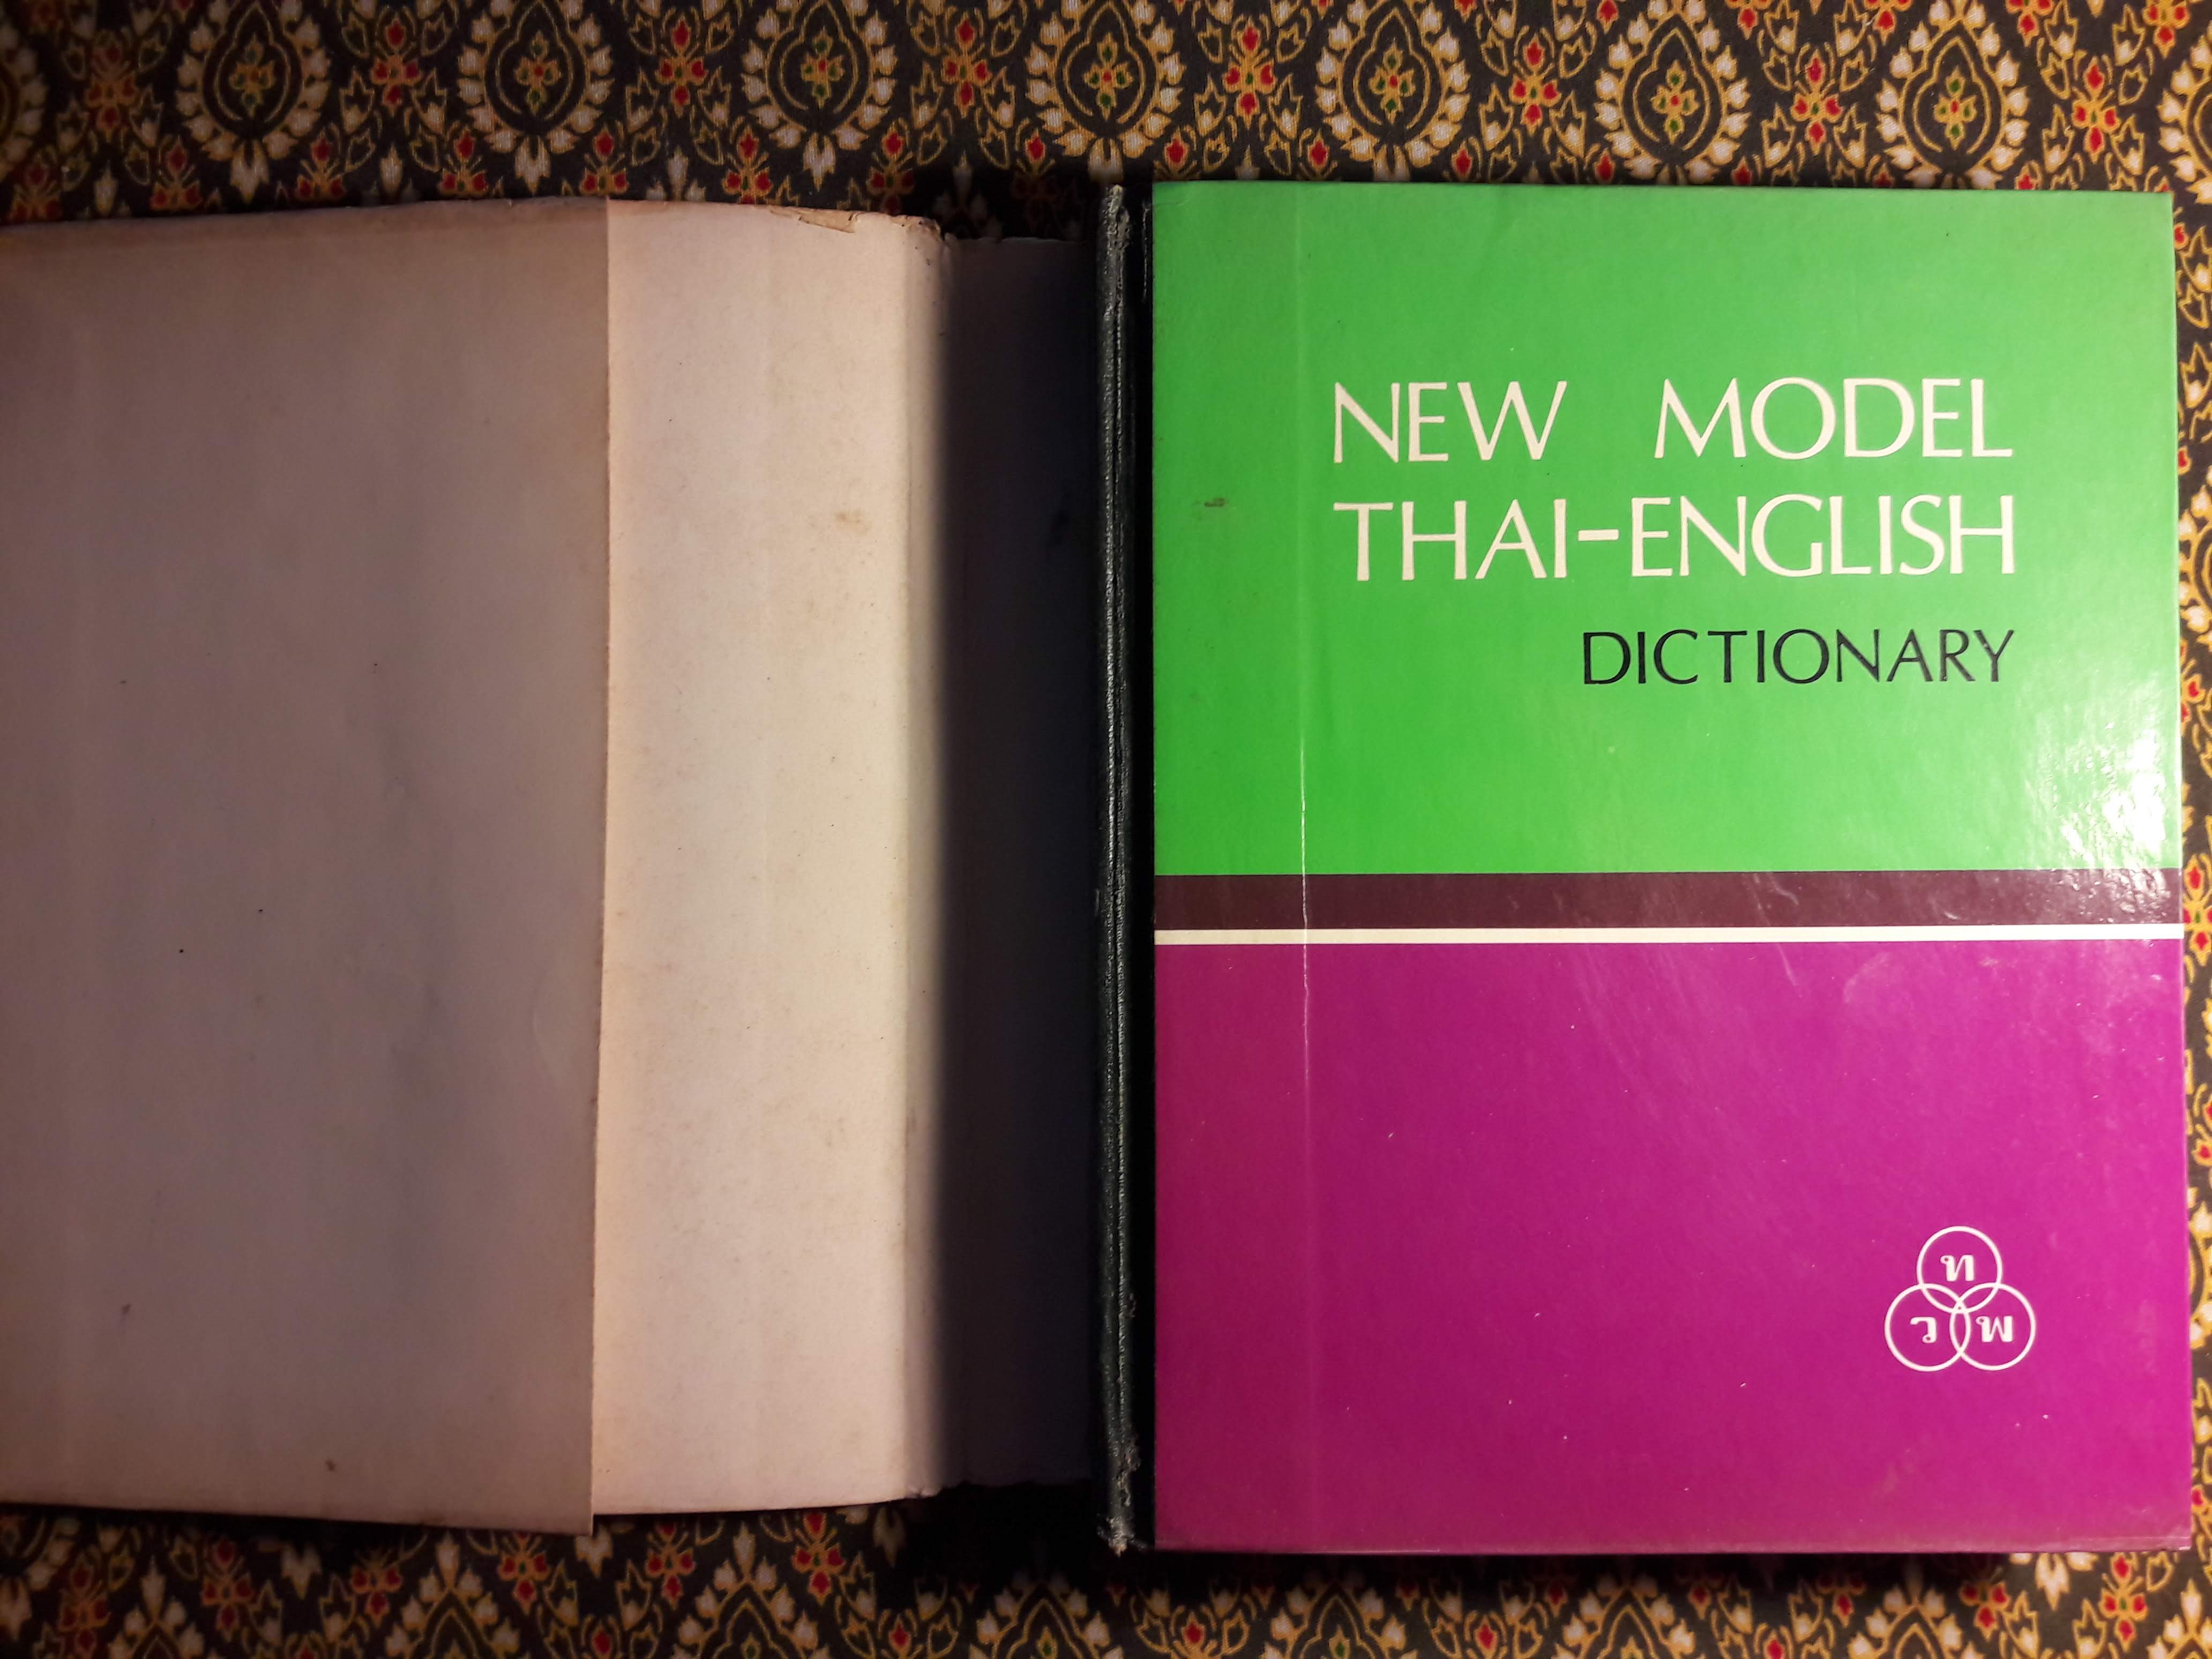 NEW MODEL
THAI-ENGLISH
DICTIONARY
ท
ว พ